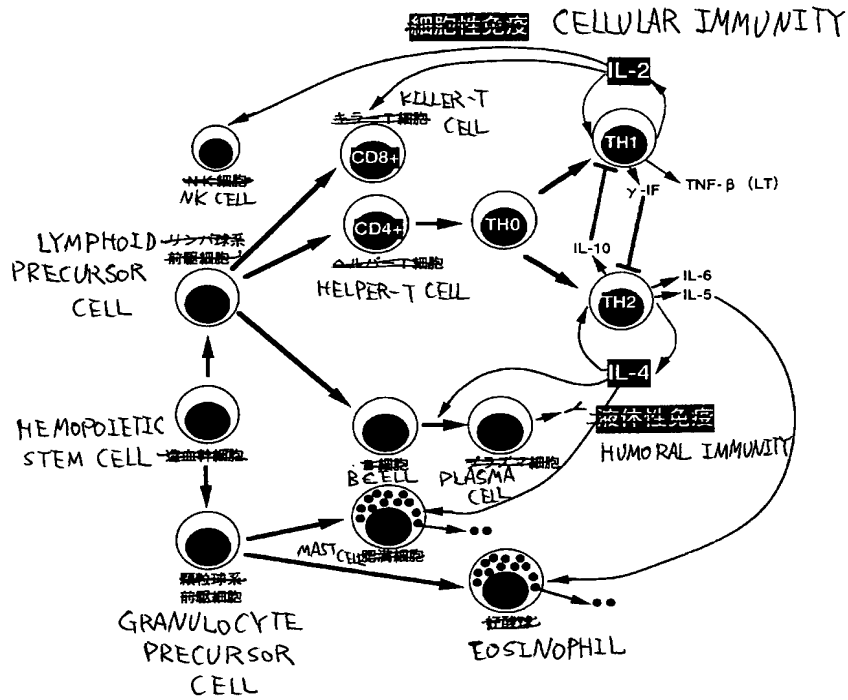 細胞性免疫 CELLULAR IMMUNITY
IL-2
KILLER-T
CELL
キラーT細胞
CD8+
TH1
NK細胞
NK CELL
γ-IF
TNF-β (LT)
LYMPHOID
PRECURSOR
CELL
リンパ球系
前駆細胞
CD4+
TH0
IL-10
ヘルパーT細胞
HELPER-T CELL
TH2
IL-6
IL-5
IL-4
HEMOPOIETIC
STEM CELL
造血幹細胞
B細胞
B CELL
プラズマ細胞
PLASMA
CELL
液体性免疫
HUMORAL IMMUNITY
MAST CELL
肥満細胞
顆粒球系
前駆細胞
GRANULOCYTE
PRECURSOR
CELL
好酸球
EOSINOPHIL